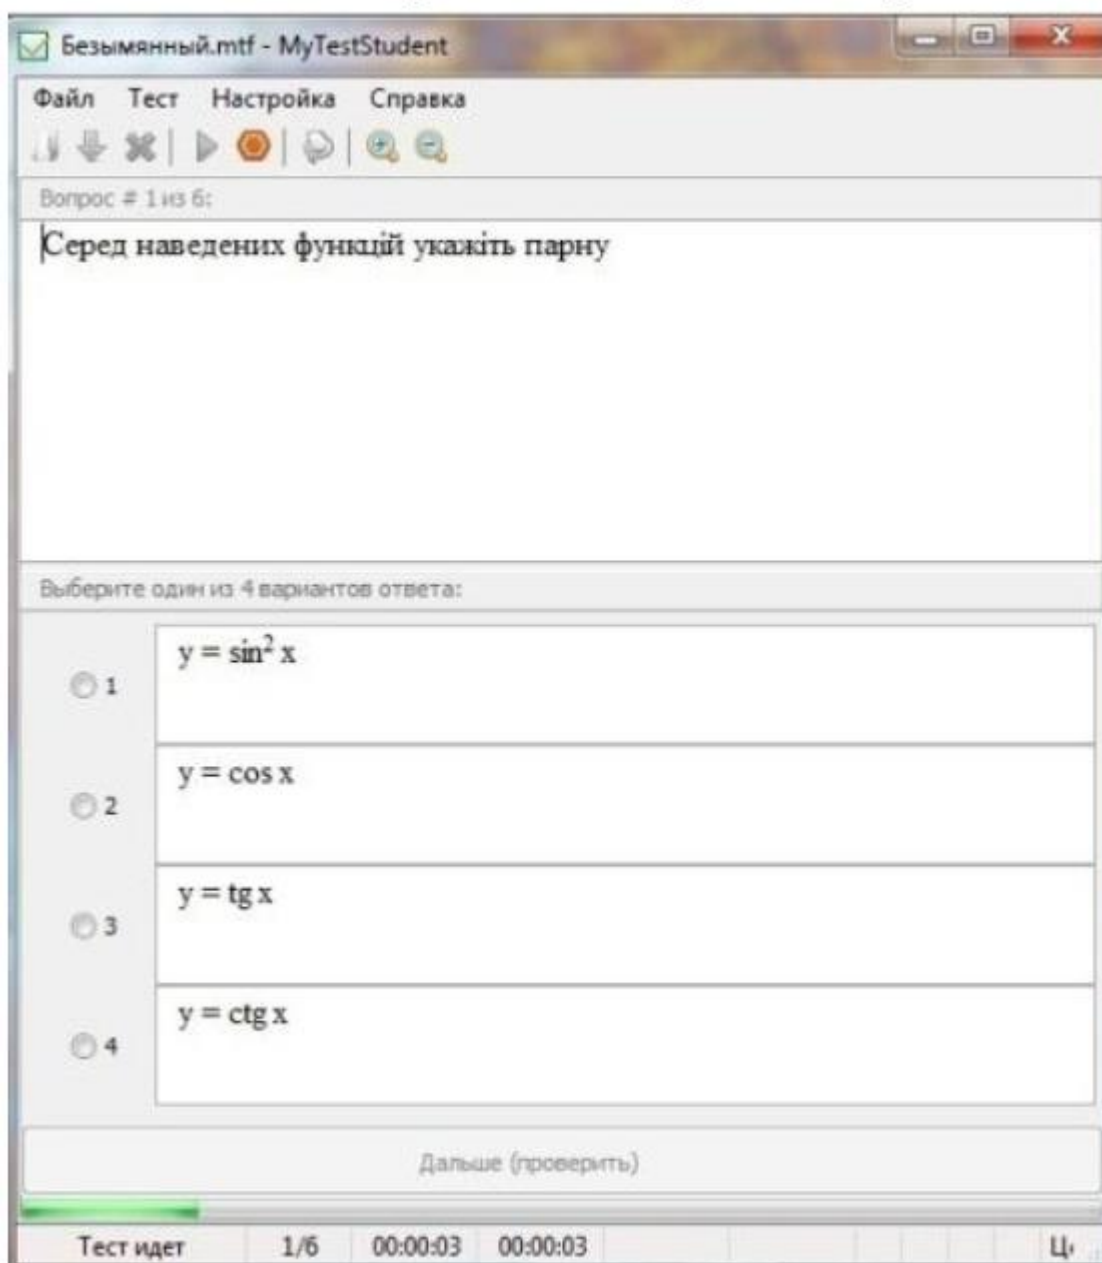 Безымянный.mtf - MyTestStudent
Файл Тест Настройка Справка
Вопрос # 1 из 6:
Серед наведених функцій укажіть парну
Выберите один из 4 вариантов ответа:
1 y = sin² x
2 y = cos x
3 y = tg x
4 y = ctg x
Дальше (проверить)
Тест идет 1/6 00:00:03 00:00:03